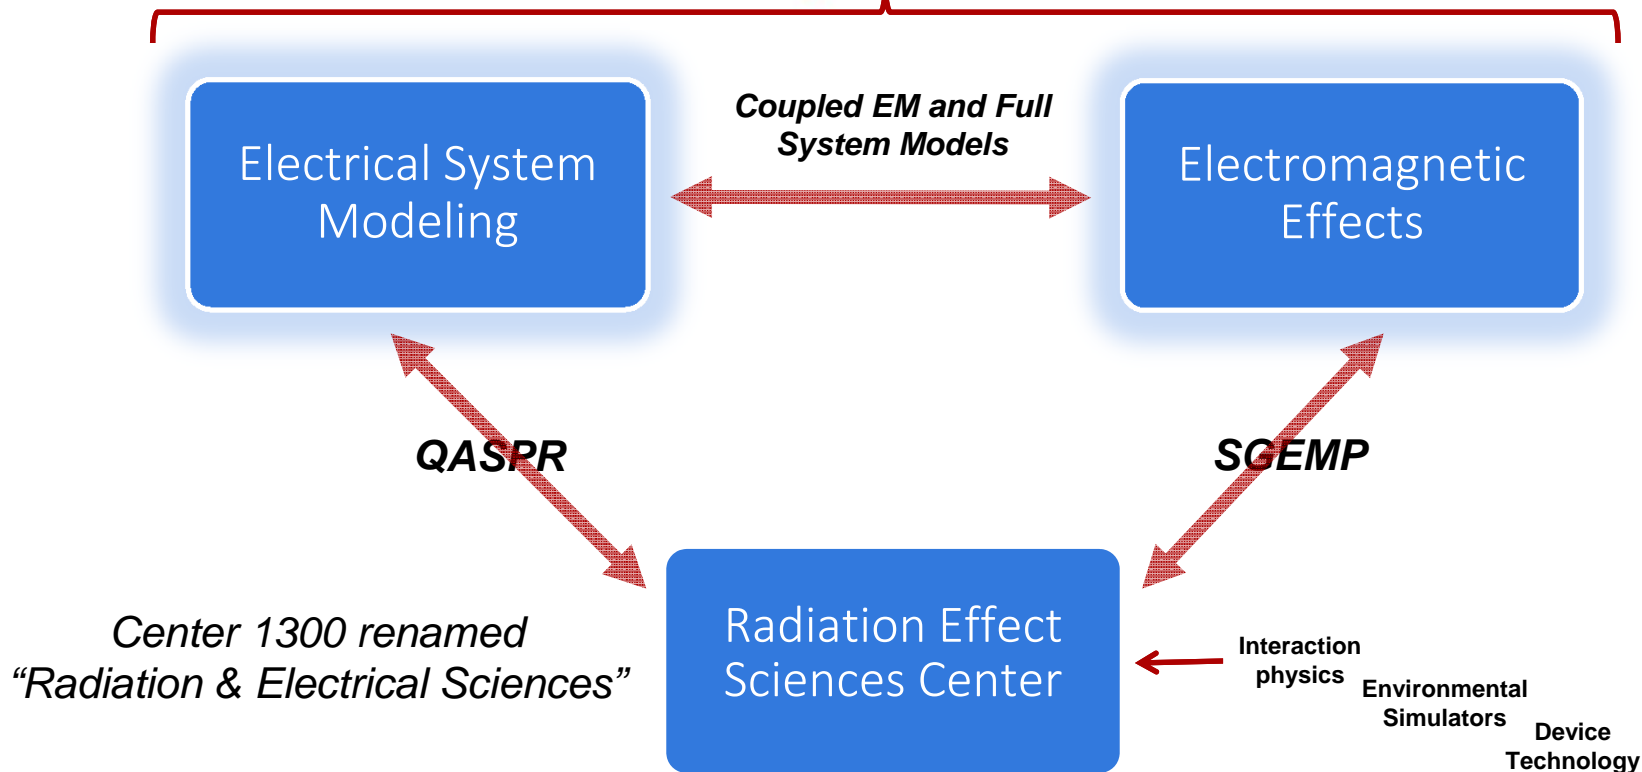 Coupled EM and Full
System Models
Electrical System
Modeling
Electromagnetic
Effects
QASPR
SGEMP
Center 1300 renamed
“Radiation & Electrical Sciences”
Radiation Effect
Sciences Center
Interaction
physics
Environmental
Simulators
Device
Technology